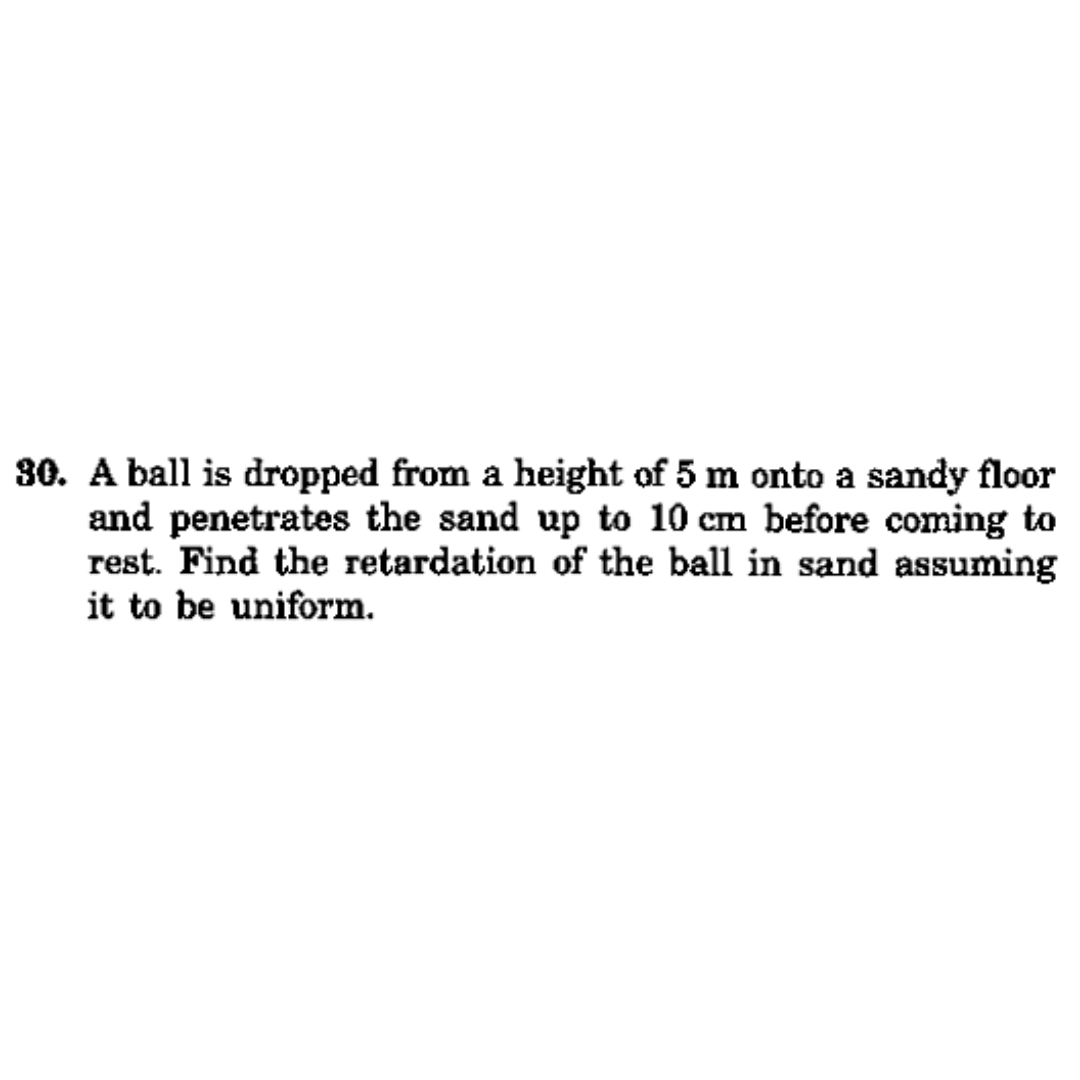 30. A ball is dropped from a height of 5 m onto a sandy floor
and penetrates the sand up to 10 cm before coming to
rest. Find the retardation of the ball in sand assuming
it to be uniform.